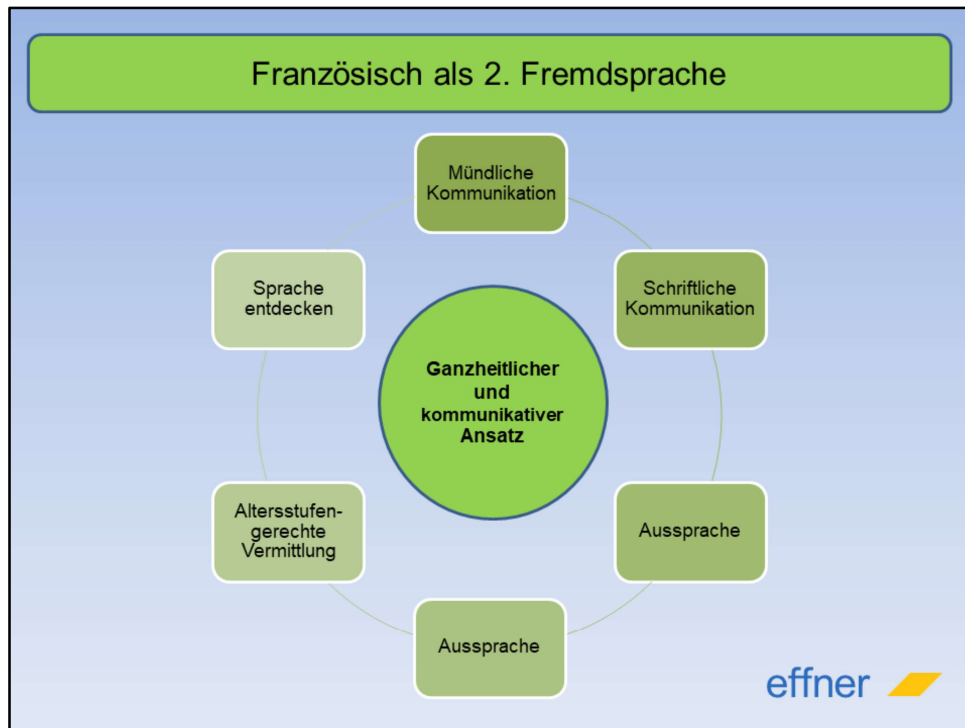 Französisch als 2. Fremdsprache
Mündliche
Kommunikation
Schriftliche
Kommunikation
Aussprache
Aussprache
Altersstufen-
gerechte
Vermittlung
Sprache
entdecken
Ganzheitlicher
und
kommunikativer
Ansatz
effner